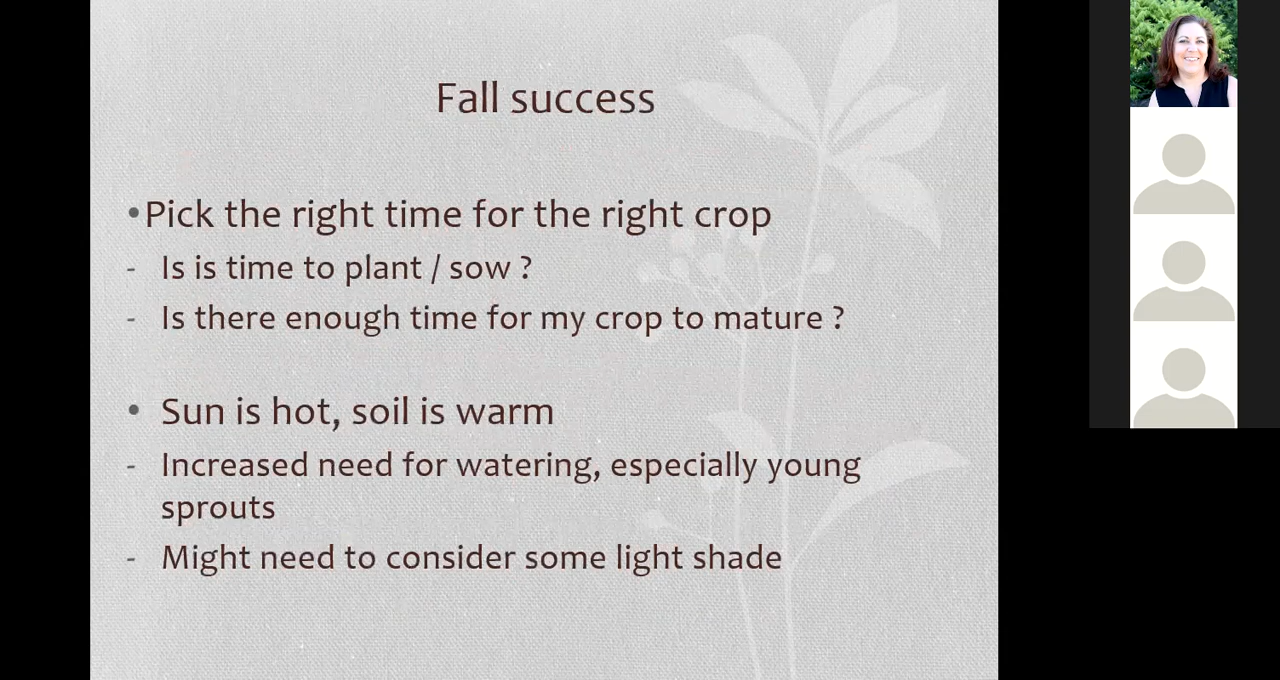 Fall success
•Pick the right time for the right crop
- Is is time to plant / sow ?
- Is there enough time for my crop to mature ?
• Sun is hot, soil is warm
- Increased need for watering, especially young
sprouts
- Might need to consider some light shade